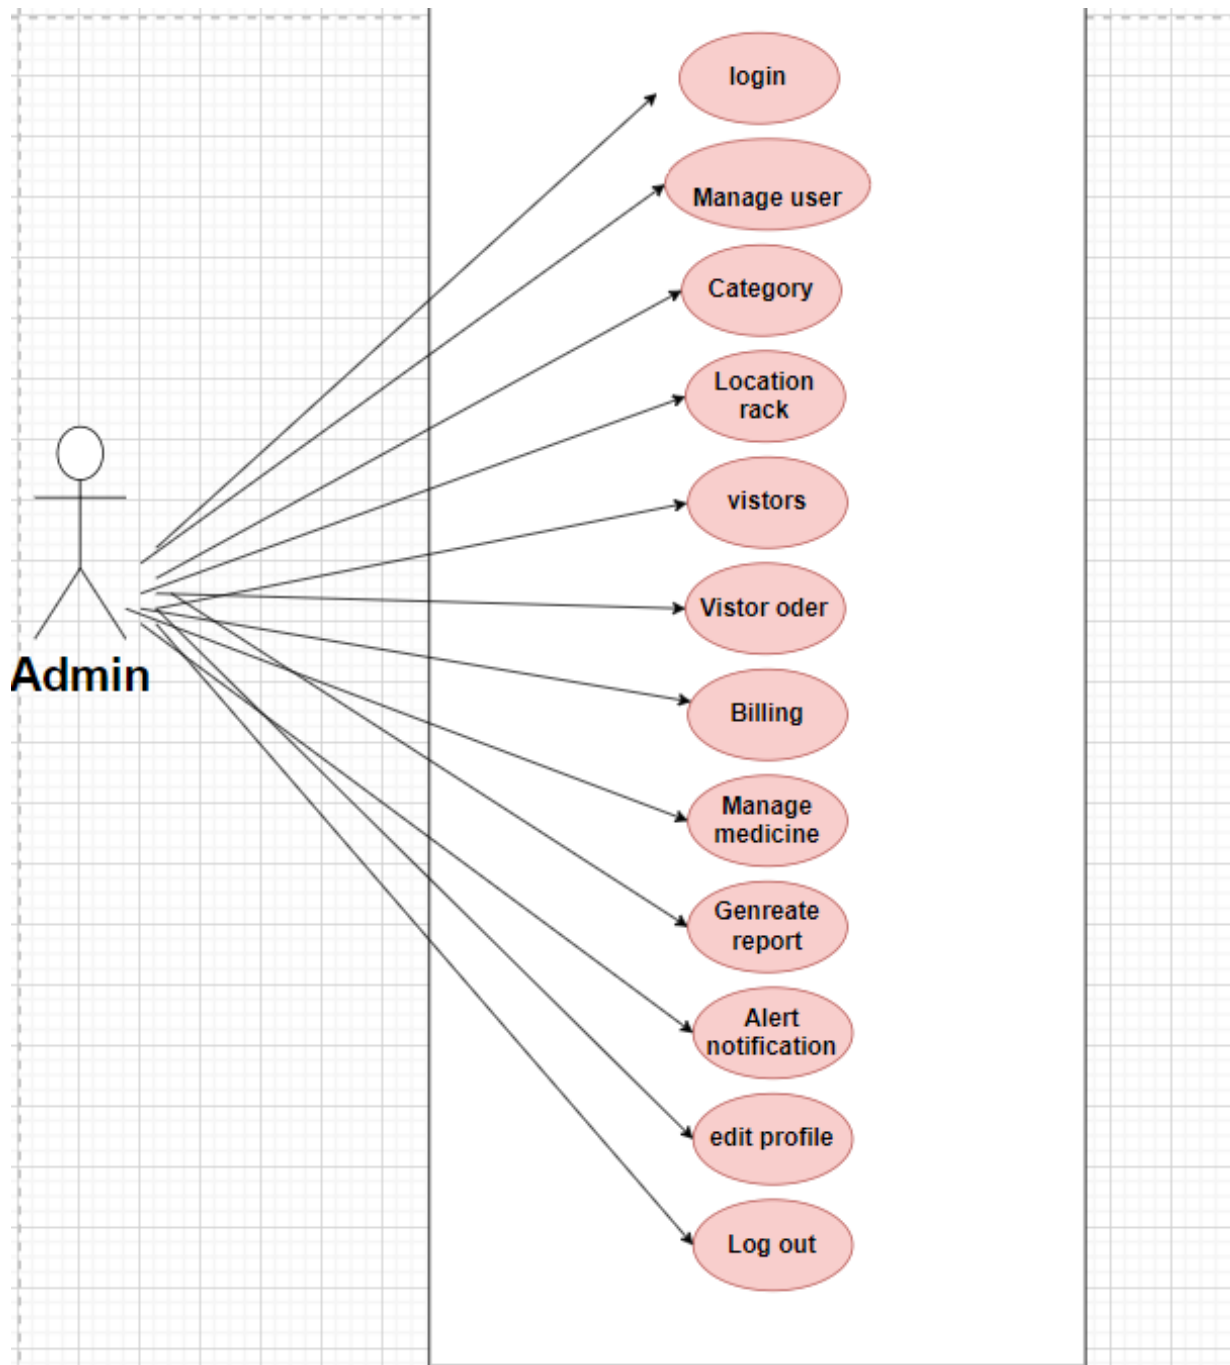 login
Manage user
Category
Location
rack
vistors
Vistor oder
Admin
Billing
Manage
medicine
Genreate
report
Alert
notification
edit profile
Log out